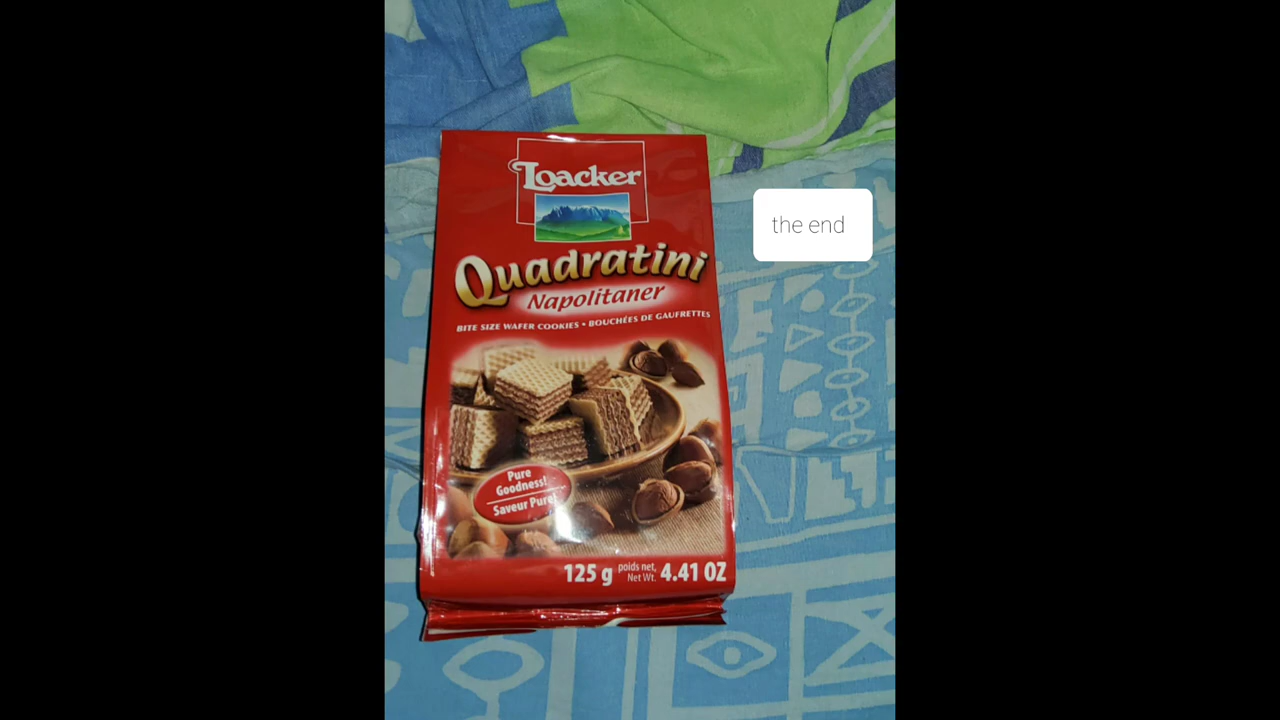 Loacker
Quadratini
Napolitaner
BITE SIZE WAFER COOKIES • BOUCHÉES DE GAUFRETTES
Pure
Goodness!
Saveur Pure!
125 g poids net, Net Wt. 4.41 OZ
the end